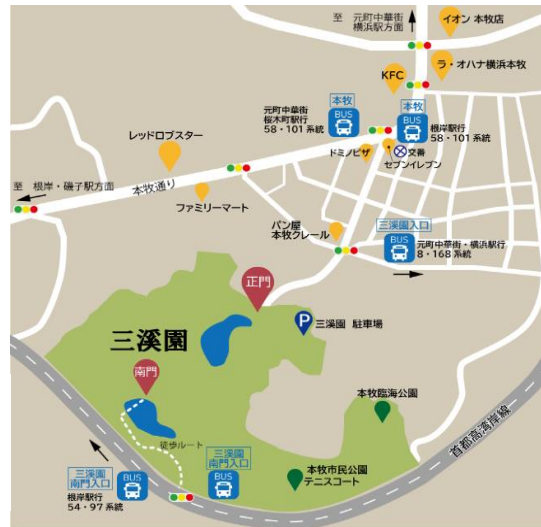 至 元町中華街
横浜駅方面
イオン 本牧店
KFC
ラ・オハナ横浜本牧
元町中華街
桜木町駅行
58・101系統
本牧
BUS
本牧
BUS
根岸駅行
58・101系統
レッドロブスター
ドミノピザ
交番
セブンイレブン
至 根岸・磯子駅方面
本牧通り
ファミリーマート
パン屋
本牧クレール
三溪園入口
BUS
元町中華街・横浜駅行
8・168系統
正門
P
三溪園 駐車場
三溪園
南門
本牧臨海公園
首都高湾岸線
徒歩ルート
三溪園
南門入口
BUS
根岸駅行
54・97系統
三溪園
南門入口
BUS
本牧市民公園
テニスコート